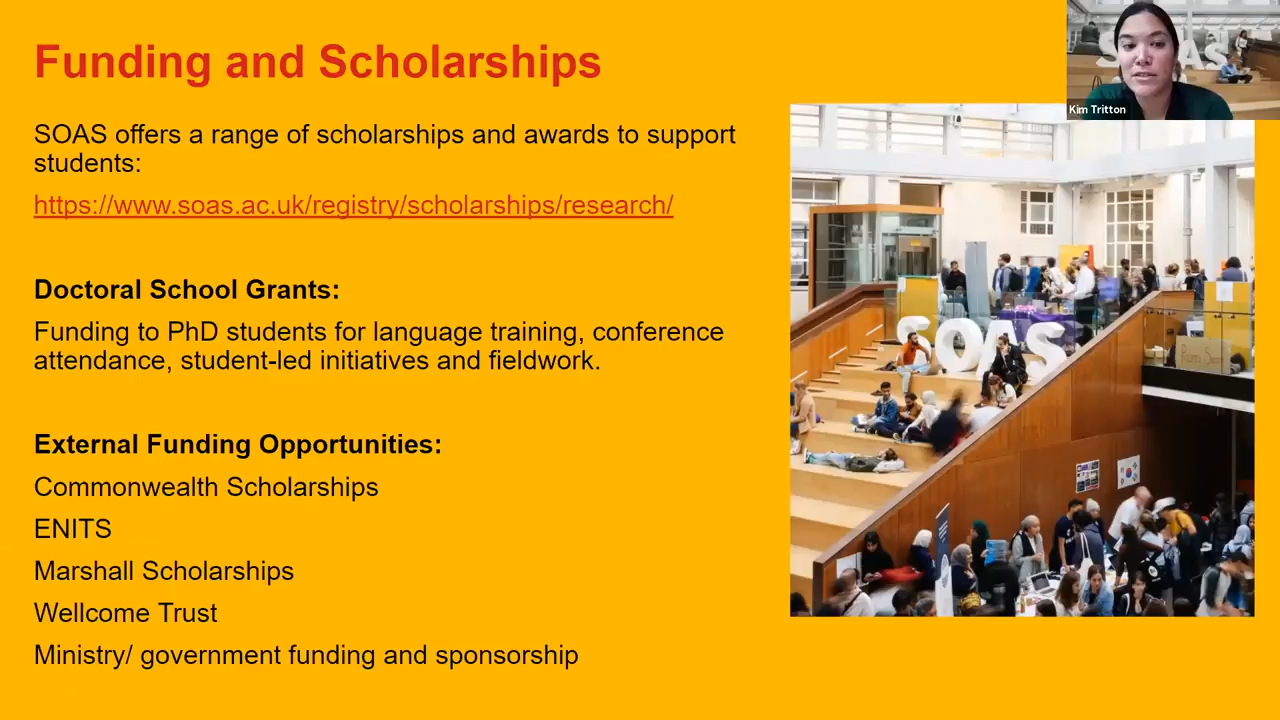 Funding and Scholarships
SOAS offers a range of scholarships and awards to support
students:
https://www.soas.ac.uk/registry/scholarships/research/
Doctoral School Grants:
Funding to PhD students for language training, conference
attendance, student-led initiatives and fieldwork.
External Funding Opportunities:
Commonwealth Scholarships
ENITS
Marshall Scholarships
Wellcome Trust
Ministry/ government funding and sponsorship
Kim Tritton
SOAS